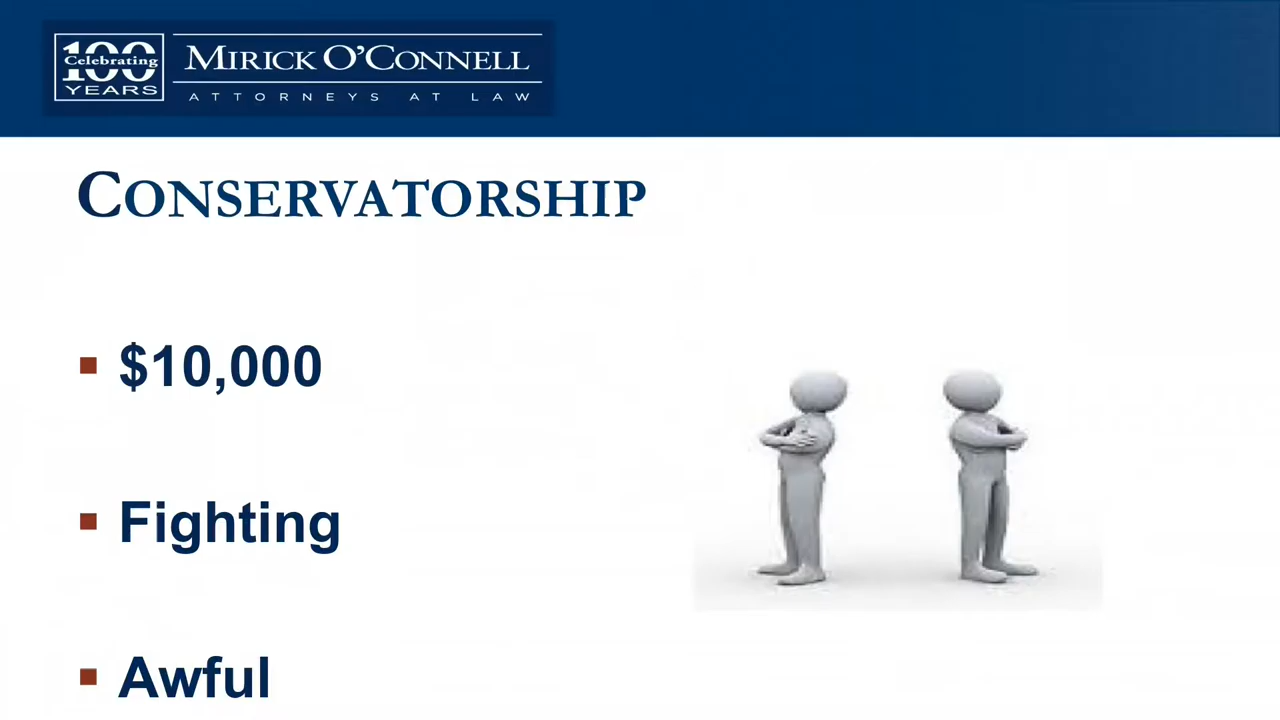 100
Celebrating
YEARS
MIRICK O'CONNELL
ATTORNEYS AT LAW
CONSERVATORSHIP
▪ $10,000
▪ Fighting
▪ Awful